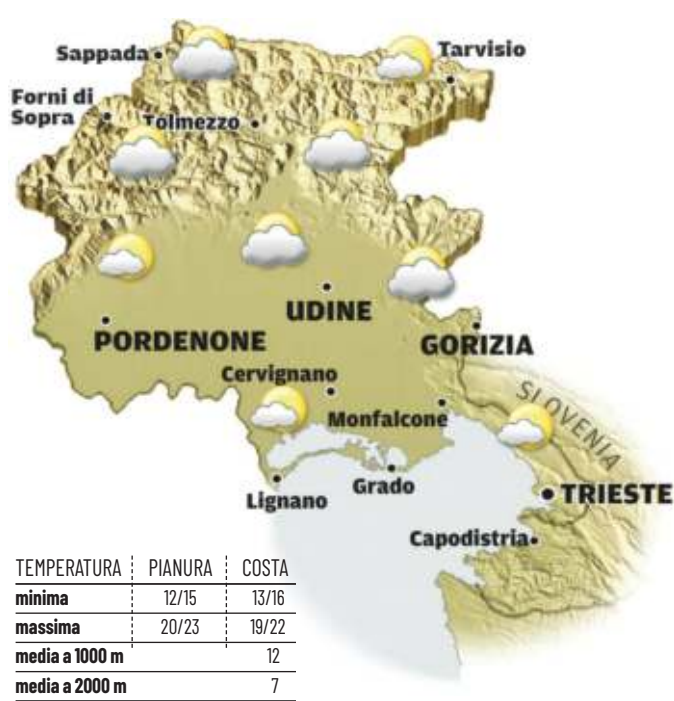 Sappada
Tarvisio
Forni di
Sopra
Tolmezzo
UDINE
PORDENONE
GORIZIA
Cervignano
SLOVENIA
Monfalcone
Grado
Lignano
TRIESTE
Capodistria
TEMPERATURA PIANURA COSTA
minima 12/15 13/16
massima 20/23 19/22
media a 1000 m 12
media a 2000 m 7